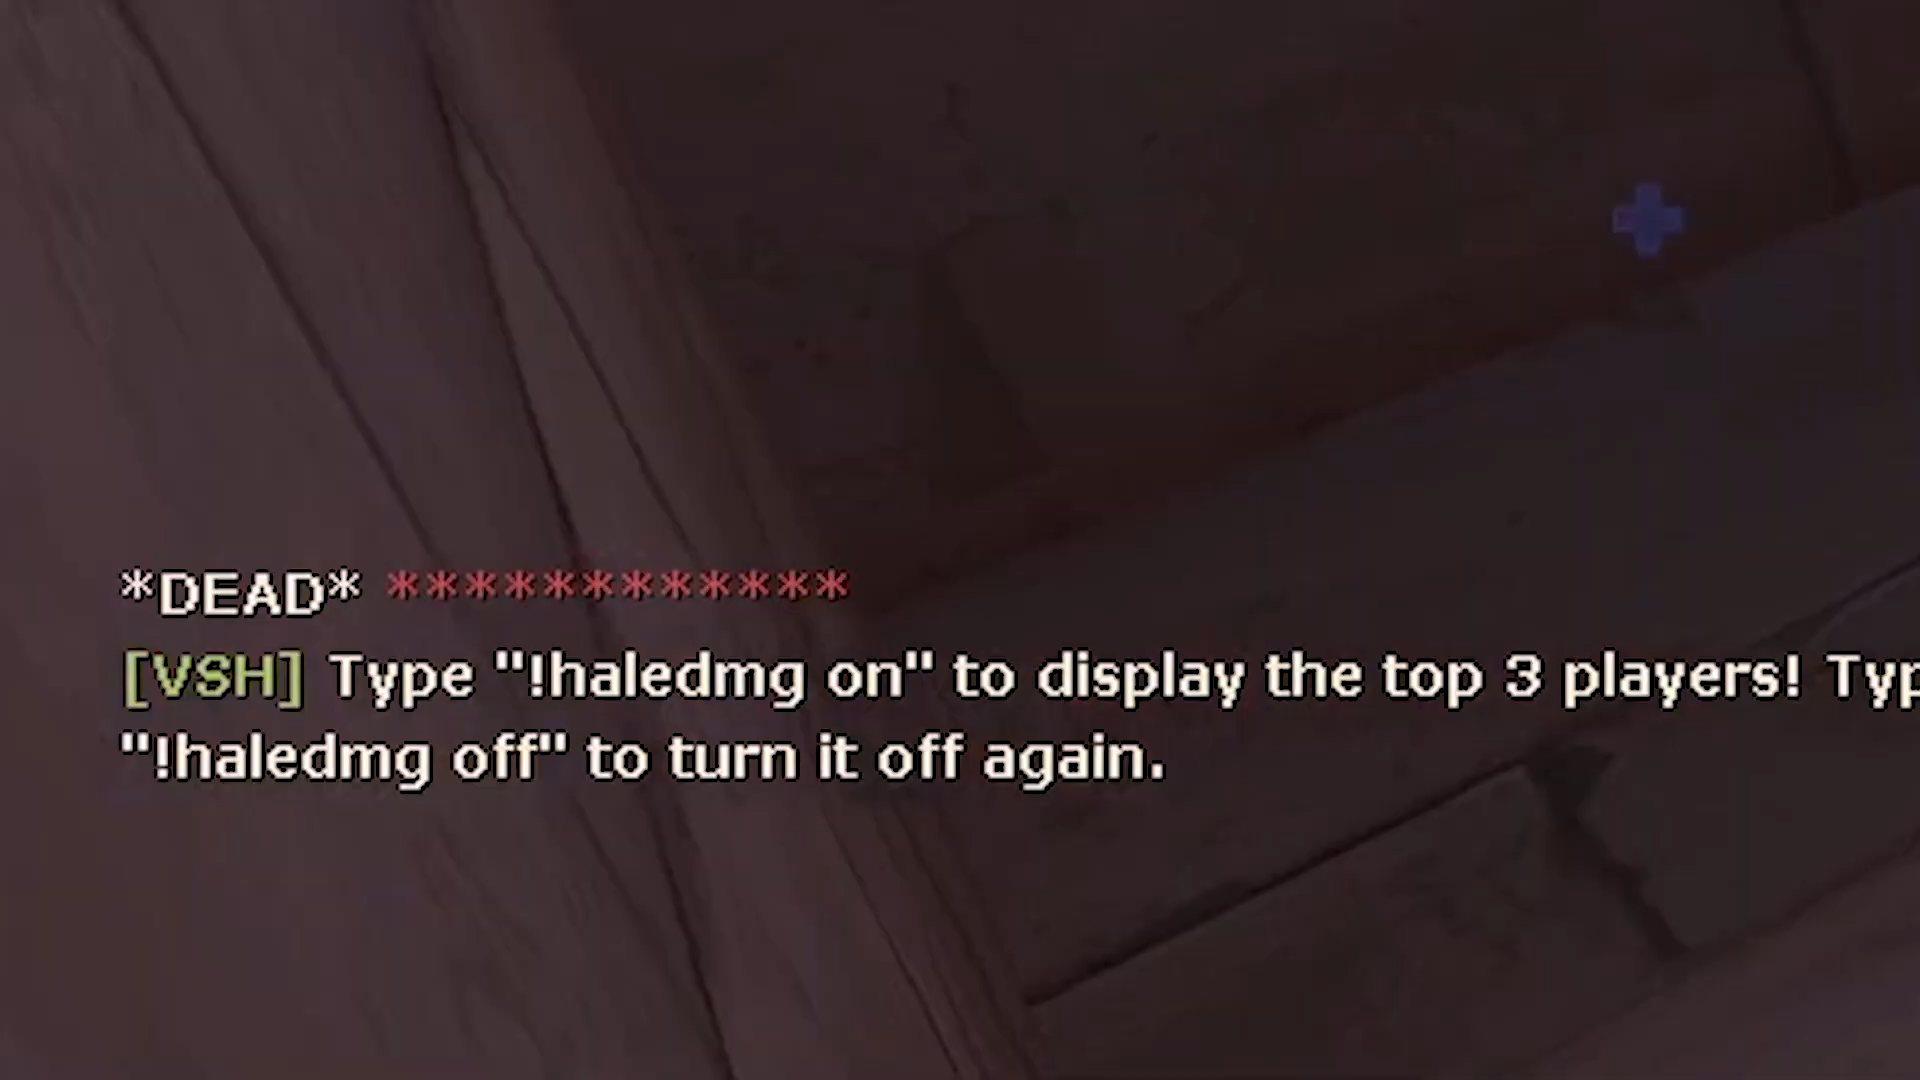 *DEAD* ************
[VSH] Type "!haledmg on" to display the top 3 players! Typ
"!haledmg off" to turn it off again.